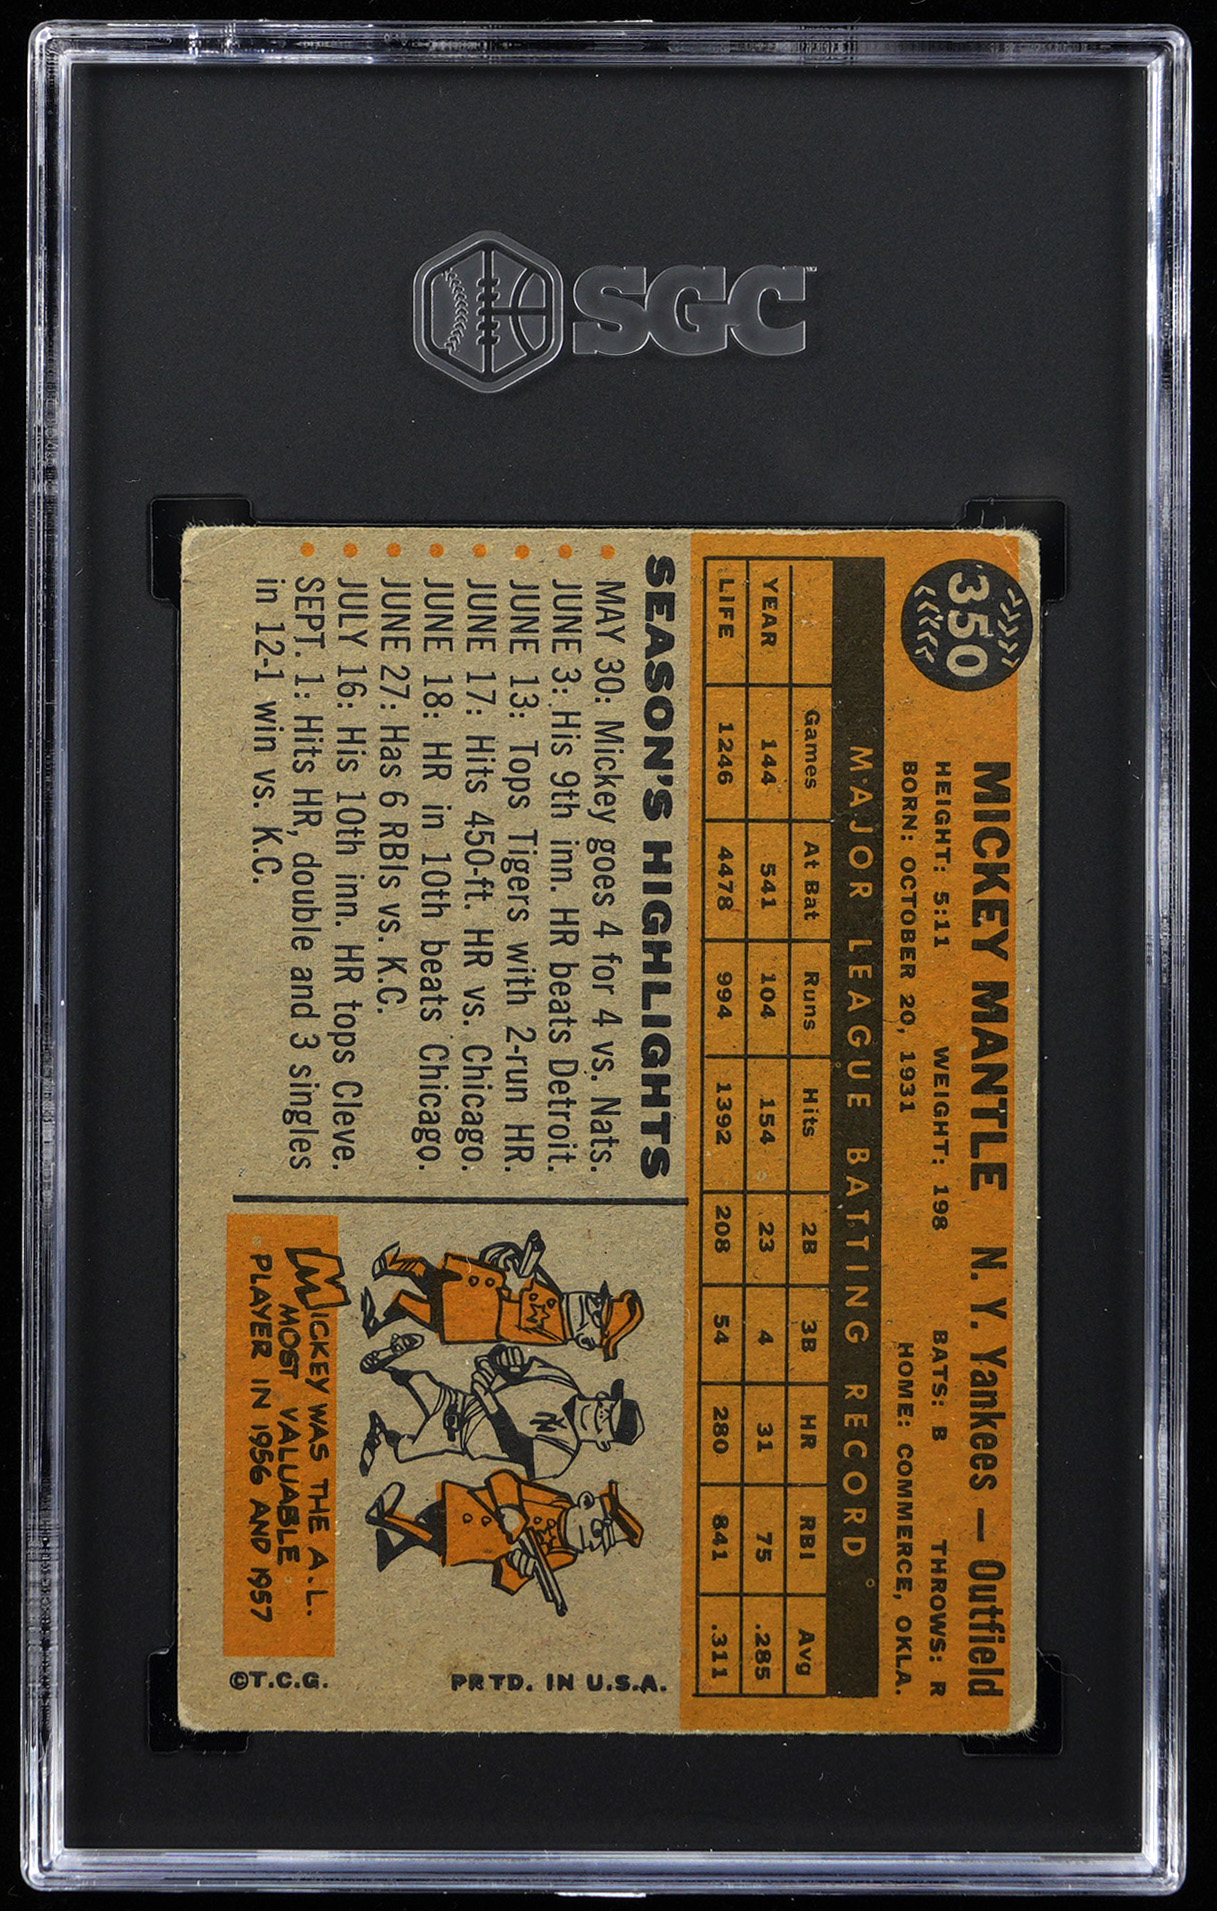 SGC
350
MICKEY MANTLE N. Y. Yankees — Outfield
HEIGHT: 5:11 WEIGHT: 198 BATS: B THROWS: R
BORN: OCTOBER 20, 1931 HOME: COMMERCE, OKLA.
MAJOR LEAGUE BATTING RECORD
Games At Bat Runs Hits 2B 3B HR RBI Avg
YEAR 144 541 104 154 23 4 31 75 .285
LIFE 1246 4478 994 1392 208 54 280 841 .311
SEASON'S HIGHLIGHTS
MAY 30: Mickey goes 4 for 4 vs. Nats.
JUNE 3: His 9th inn. HR beats Detroit.
JUNE 13: Tops Tigers with 2-run HR.
JUNE 17: Hits 450-ft. HR vs. Chicago.
JUNE 18: HR in 10th beats Chicago.
JUNE 27: Has 6 RBIs vs. K.C.
JULY 16: His 10th inn. HR tops Cleve.
SEPT. 1: Hits HR, double and 3 singles
in 12-1 win vs. K.C.
M
NY
M
MICKEY WAS THE A.L.
MOST VALUABLE
PLAYER IN 1956 AND 1957
PRTD. IN U.S.A.
©T.C.G.